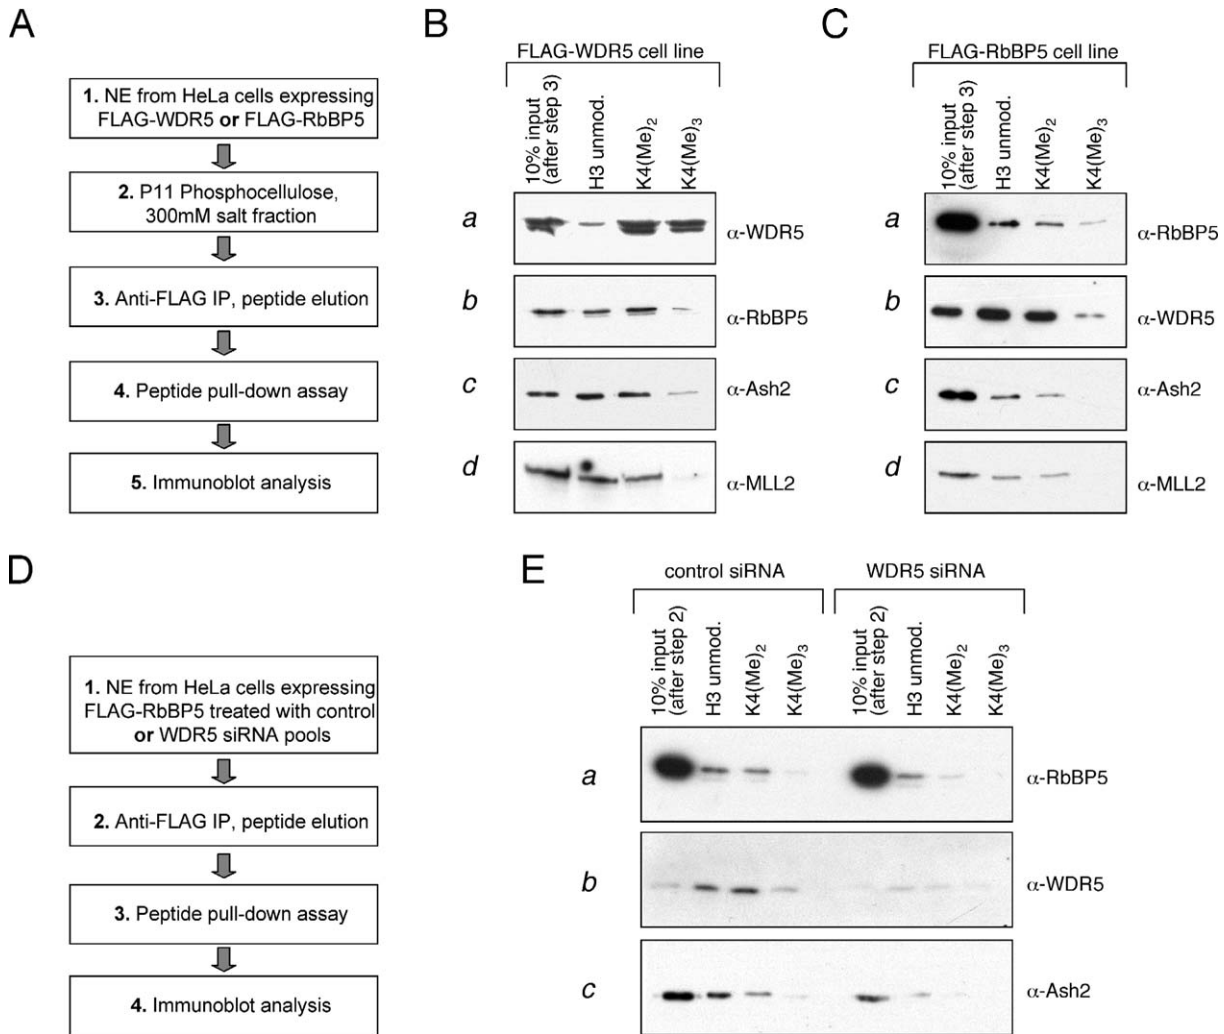 A
1. NE from HeLa cells expressing
FLAG-WDR5 or FLAG-RbBP5
2. P11 Phosphocellulose,
300mM salt fraction
3. Anti-FLAG IP, peptide elution
4. Peptide pull-down assay
5. Immunoblot analysis
B
FLAG-WDR5 cell line
10% input
(after step 3)
H3 unmod.
K4(Me)2
K4(Me)3
a
α-WDR5
b
α-RbBP5
c
α-Ash2
d
α-MLL2
C
FLAG-RbBP5 cell line
10% input
(after step 3)
H3 unmod.
K4(Me)2
K4(Me)3
a
α-RbBP5
b
α-WDR5
c
α-Ash2
d
α-MLL2
D
1. NE from HeLa cells expressing
FLAG-RbBP5 treated with control
or WDR5 siRNA pools
2. Anti-FLAG IP, peptide elution
3. Peptide pull-down assay
4. Immunoblot analysis
E
control siRNA
WDR5 siRNA
10% input
(after step 2)
H3 unmod.
K4(Me)2
K4(Me)3
10% input
(after step 2)
H3 unmod.
K4(Me)2
K4(Me)3
a
α-RbBP5
b
α-WDR5
c
α-Ash2